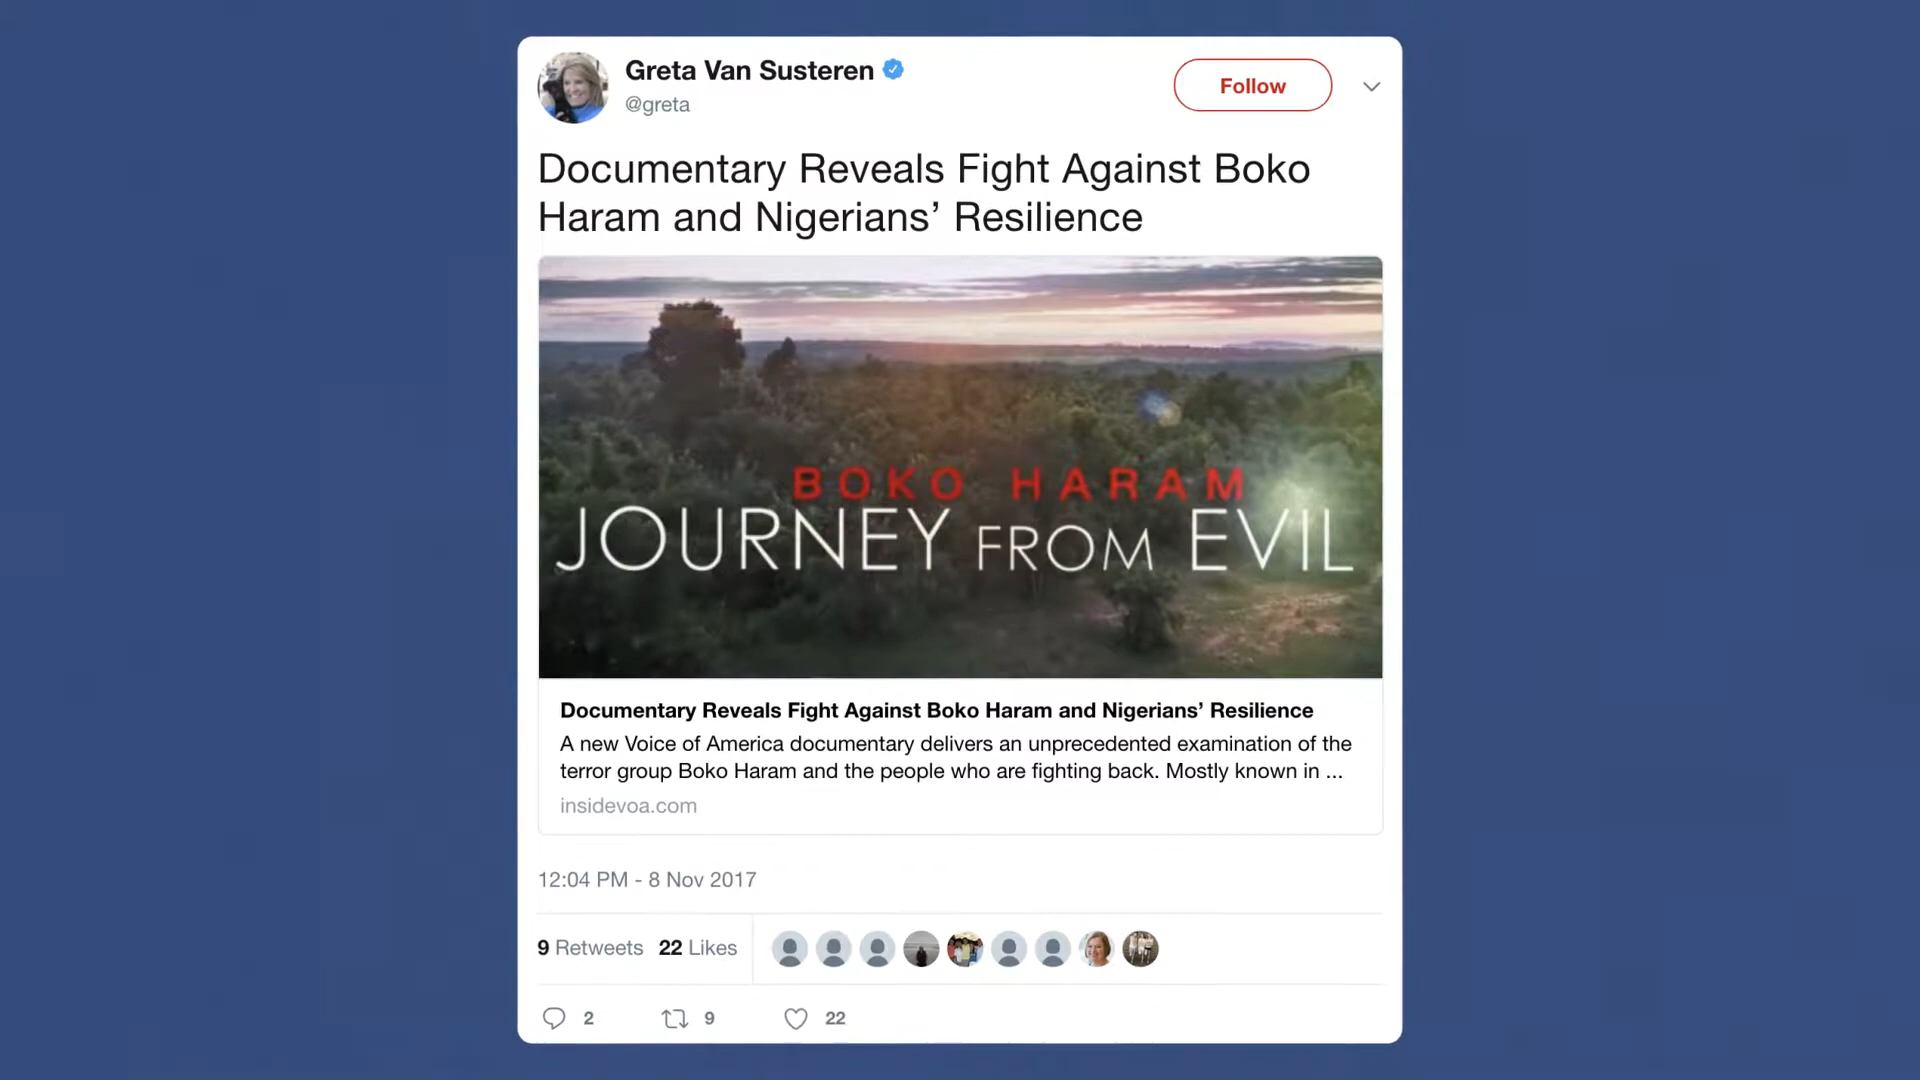 Greta Van Susteren
@greta
Follow
Documentary Reveals Fight Against Boko
Haram and Nigerians’ Resilience
BOKO HARAM
JOURNEY FROM EVIL
Documentary Reveals Fight Against Boko Haram and Nigerians’ Resilience
A new Voice of America documentary delivers an unprecedented examination of the
terror group Boko Haram and the people who are fighting back. Mostly known in ...
insidevoa.com
12:04 PM - 8 Nov 2017
9 Retweets 22 Likes
2 9 22